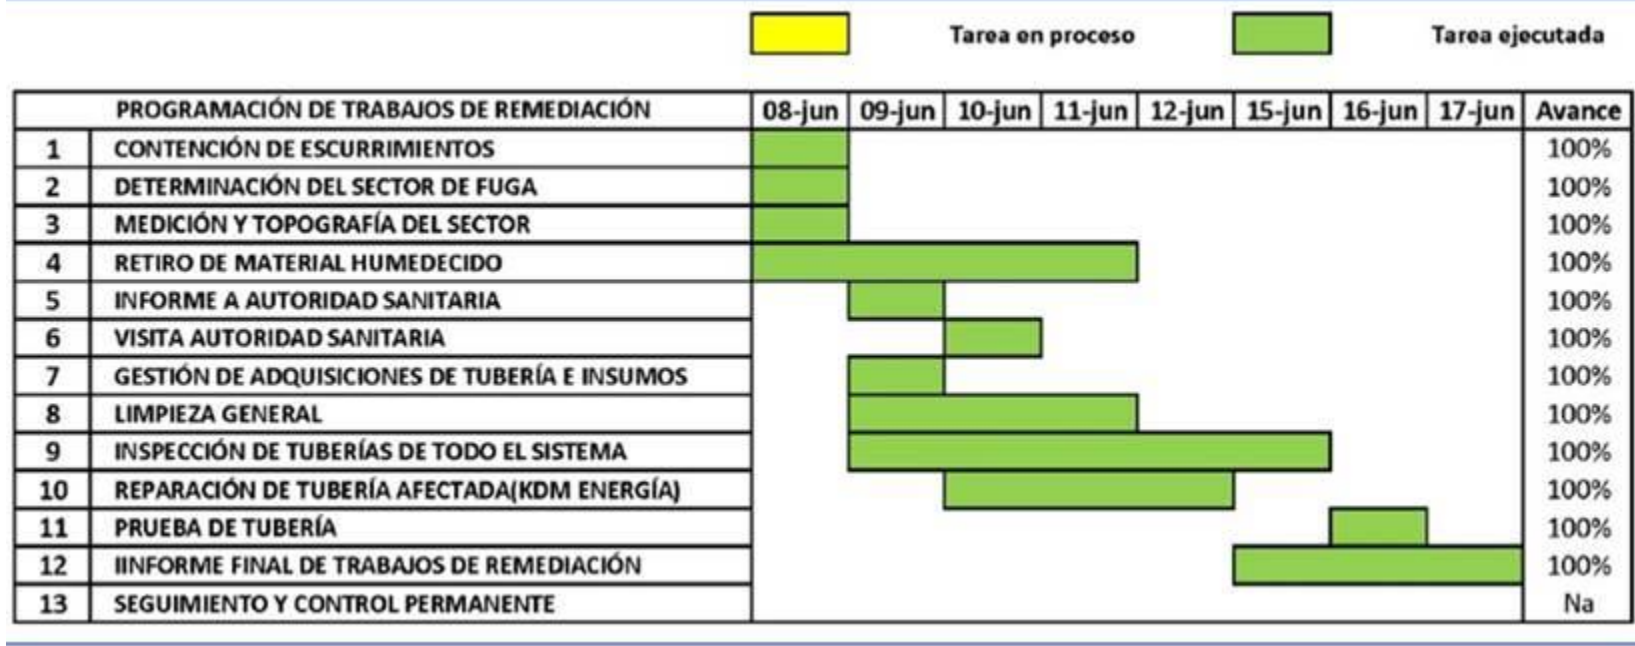 Tarea en proceso Tarea ejecutada
PROGRAMACIÓN DE TRABAJOS DE REMEDIACIÓN 08-jun 09-jun 10-jun 11-jun 12-jun 15-jun 16-jun 17-jun Avance
1 CONTENCIÓN DE ESCURRIMIENTOS 100%
2 DETERMINACIÓN DEL SECTOR DE FUGA 100%
3 MEDICIÓN Y TOPOGRAFÍA DEL SECTOR 100%
4 RETIRO DE MATERIAL HUMEDECIDO 100%
5 INFORME A AUTORIDAD SANITARIA 100%
6 VISITA AUTORIDAD SANITARIA 100%
7 GESTIÓN DE ADQUISICIONES DE TUBERÍA E INSUMOS 100%
8 LIMPIEZA GENERAL 100%
9 INSPECCIÓN DE TUBERÍAS DE TODO EL SISTEMA 100%
10 REPARACIÓN DE TUBERÍA AFECTADA(KDM ENERGÍA) 100%
11 PRUEBA DE TUBERÍA 100%
12 IINFORME FINAL DE TRABAJOS DE REMEDIACIÓN 100%
13 SEGUIMIENTO Y CONTROL PERMANENTE Na